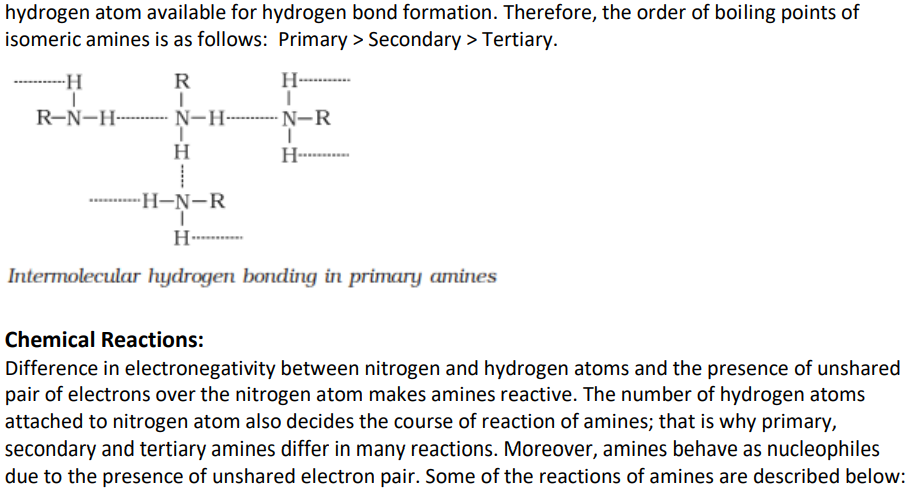 hydrogen atom available for hydrogen bond formation. Therefore, the order of boiling points of
isomeric amines is as follows:  Primary > Secondary > Tertiary.
H R H
R–N–H N–H N–R
H H
H–N–R
H
Intermolecular hydrogen bonding in primary amines
Chemical Reactions:
Difference in electronegativity between nitrogen and hydrogen atoms and the presence of unshared
pair of electrons over the nitrogen atom makes amines reactive. The number of hydrogen atoms
attached to nitrogen atom also decides the course of reaction of amines; that is why primary,
secondary and tertiary amines differ in many reactions. Moreover, amines behave as nucleophiles
due to the presence of unshared electron pair. Some of the reactions of amines are described below: